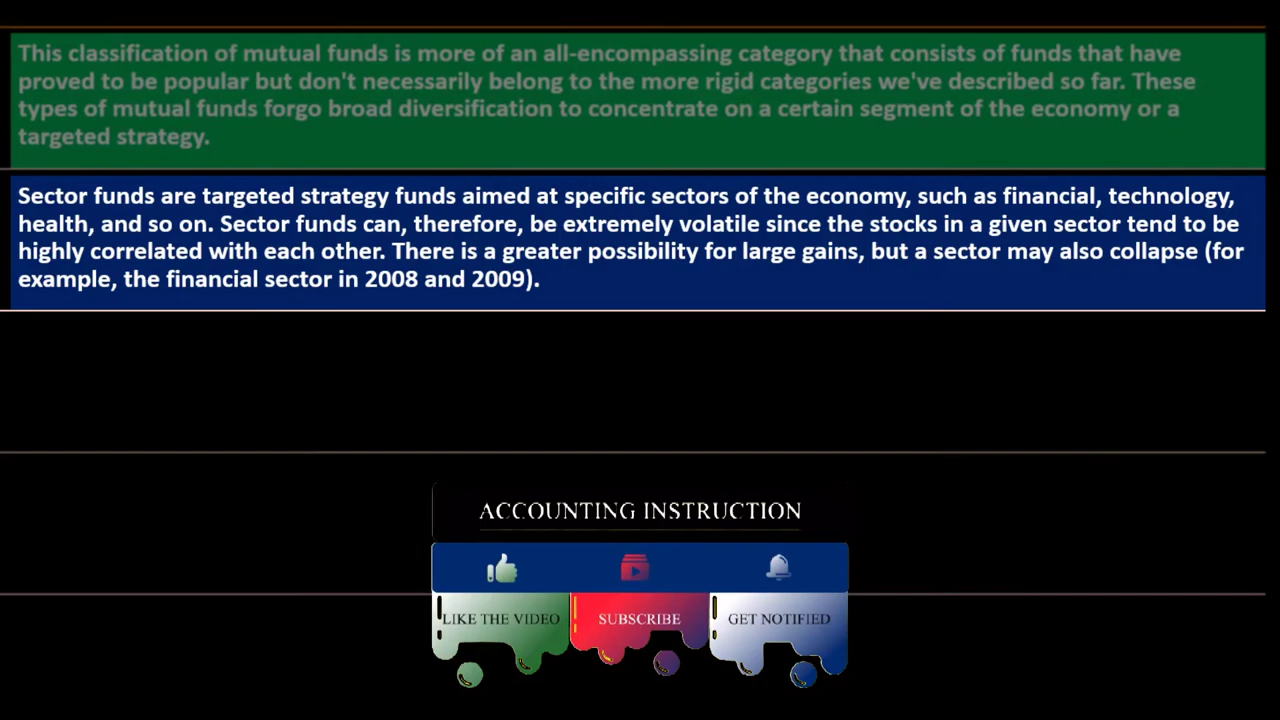 This classification of mutual funds is more of an all-encompassing category that consists of funds that have
proved to be popular but don't necessarily belong to the more rigid categories we've described so far. These
types of mutual funds forgo broad diversification to concentrate on a certain segment of the economy or a
targeted strategy.
Sector funds are targeted strategy funds aimed at specific sectors of the economy, such as financial, technology,
health, and so on. Sector funds can, therefore, be extremely volatile since the stocks in a given sector tend to be
highly correlated with each other. There is a greater possibility for large gains, but a sector may also collapse (for
example, the financial sector in 2008 and 2009).
ACCOUNTING INSTRUCTION
LIKE THE VIDEO
SUBSCRIBE
GET NOTIFIED